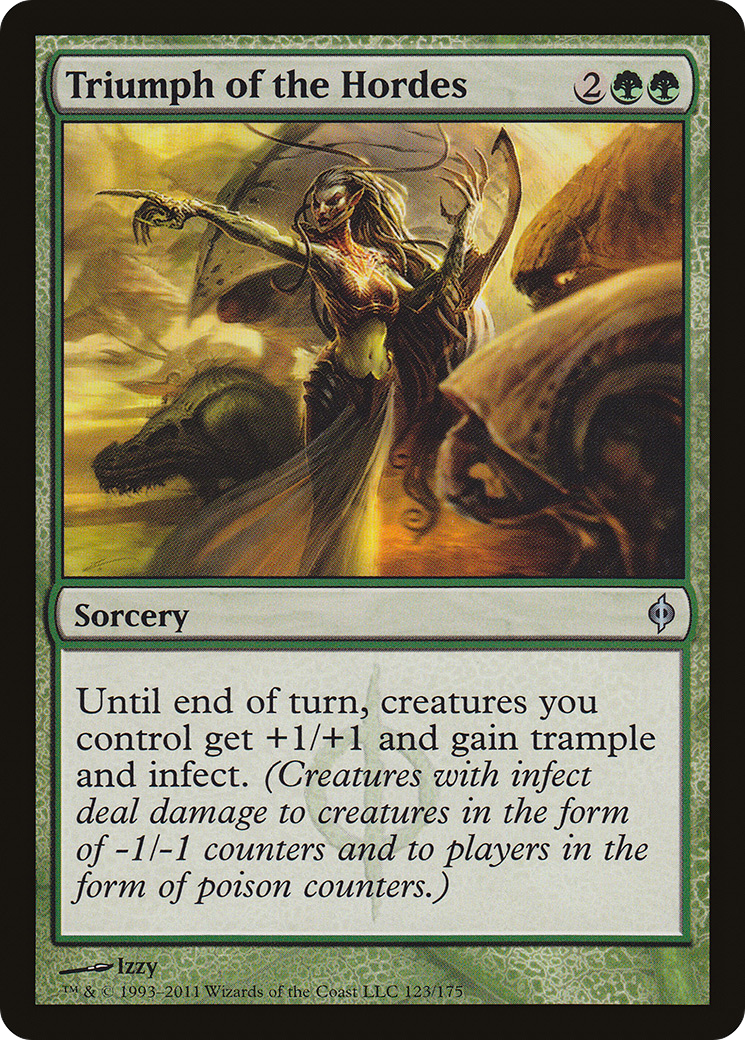 Triumph of the Hordes 2
Sorcery
Until end of turn, creatures you
control get +1/+1 and gain trample
and infect. (Creatures with infect
deal damage to creatures in the form
of -1/-1 counters and to players in the
form of poison counters.)
Izzy
™ & © 1993–2011 Wizards of the Coast LLC 123/175